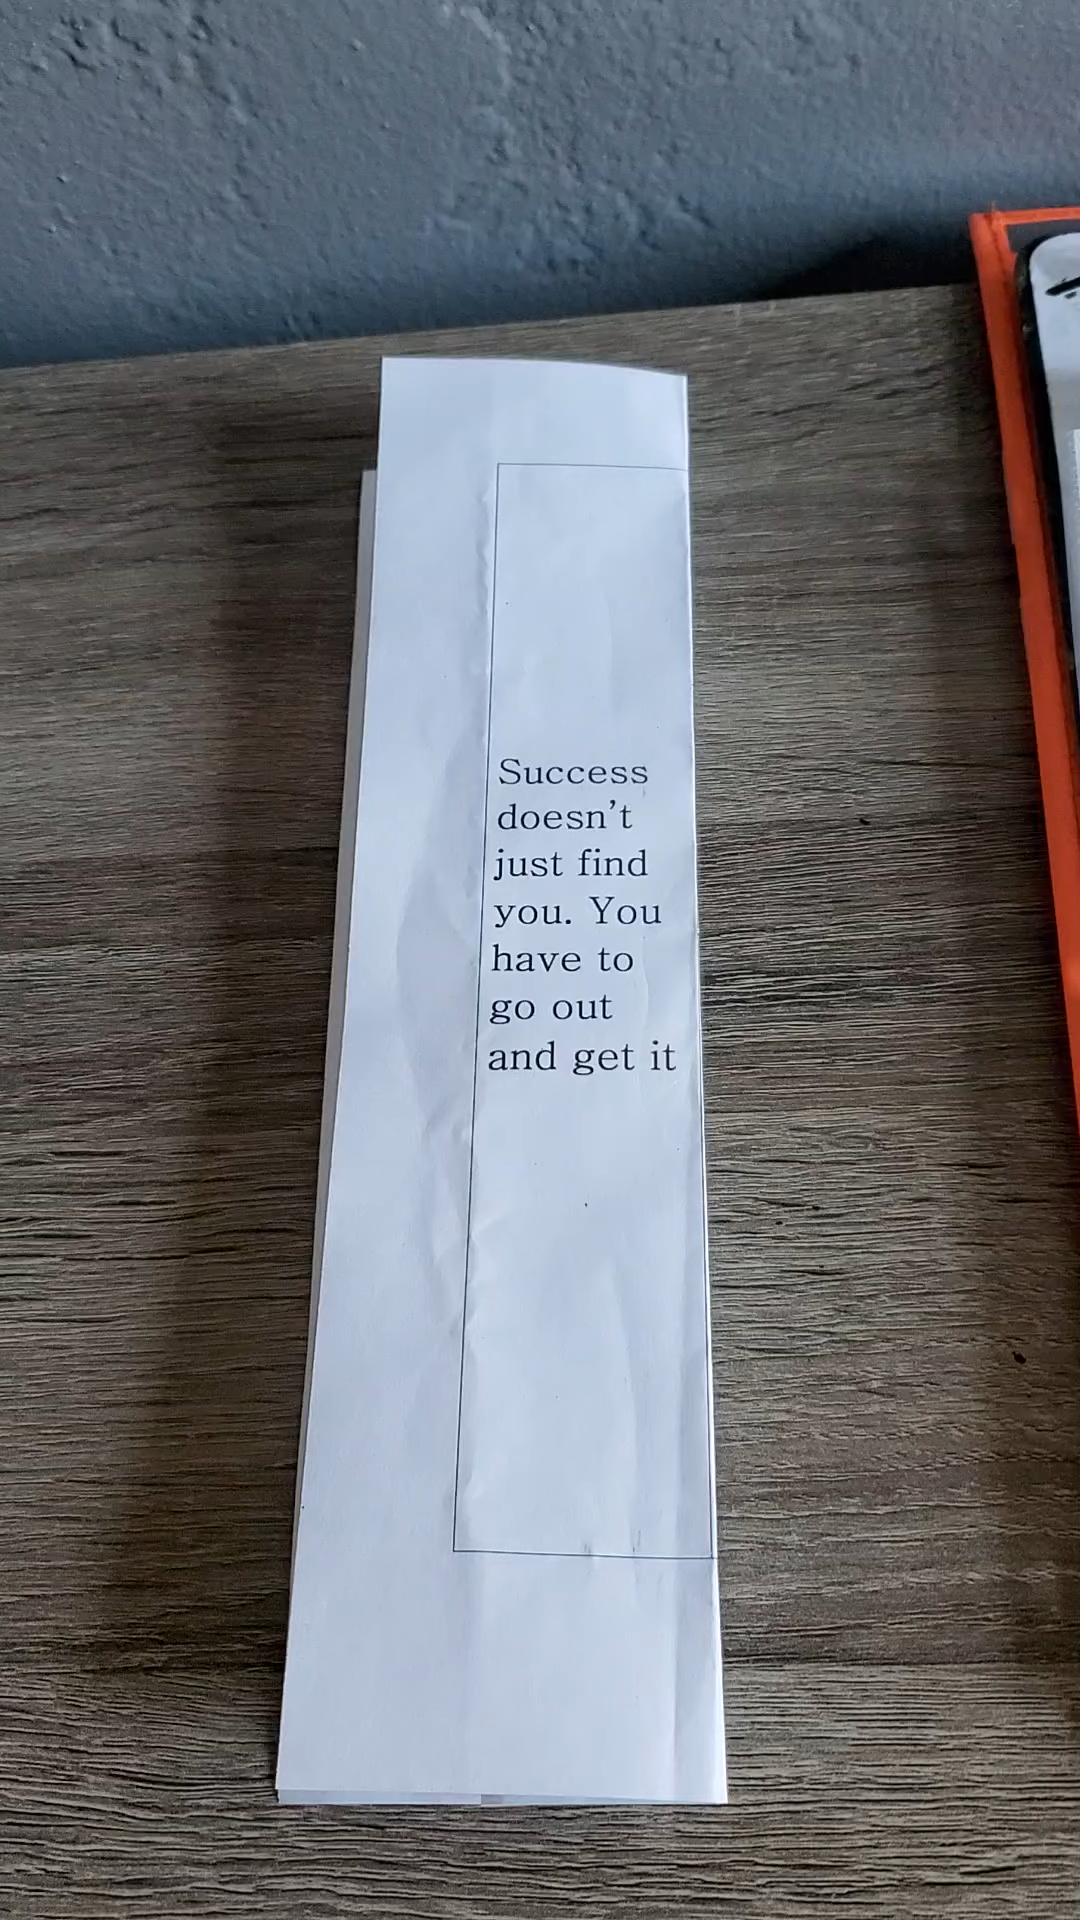 Success
doesn't
just find
you. You
have to
go out
and get it